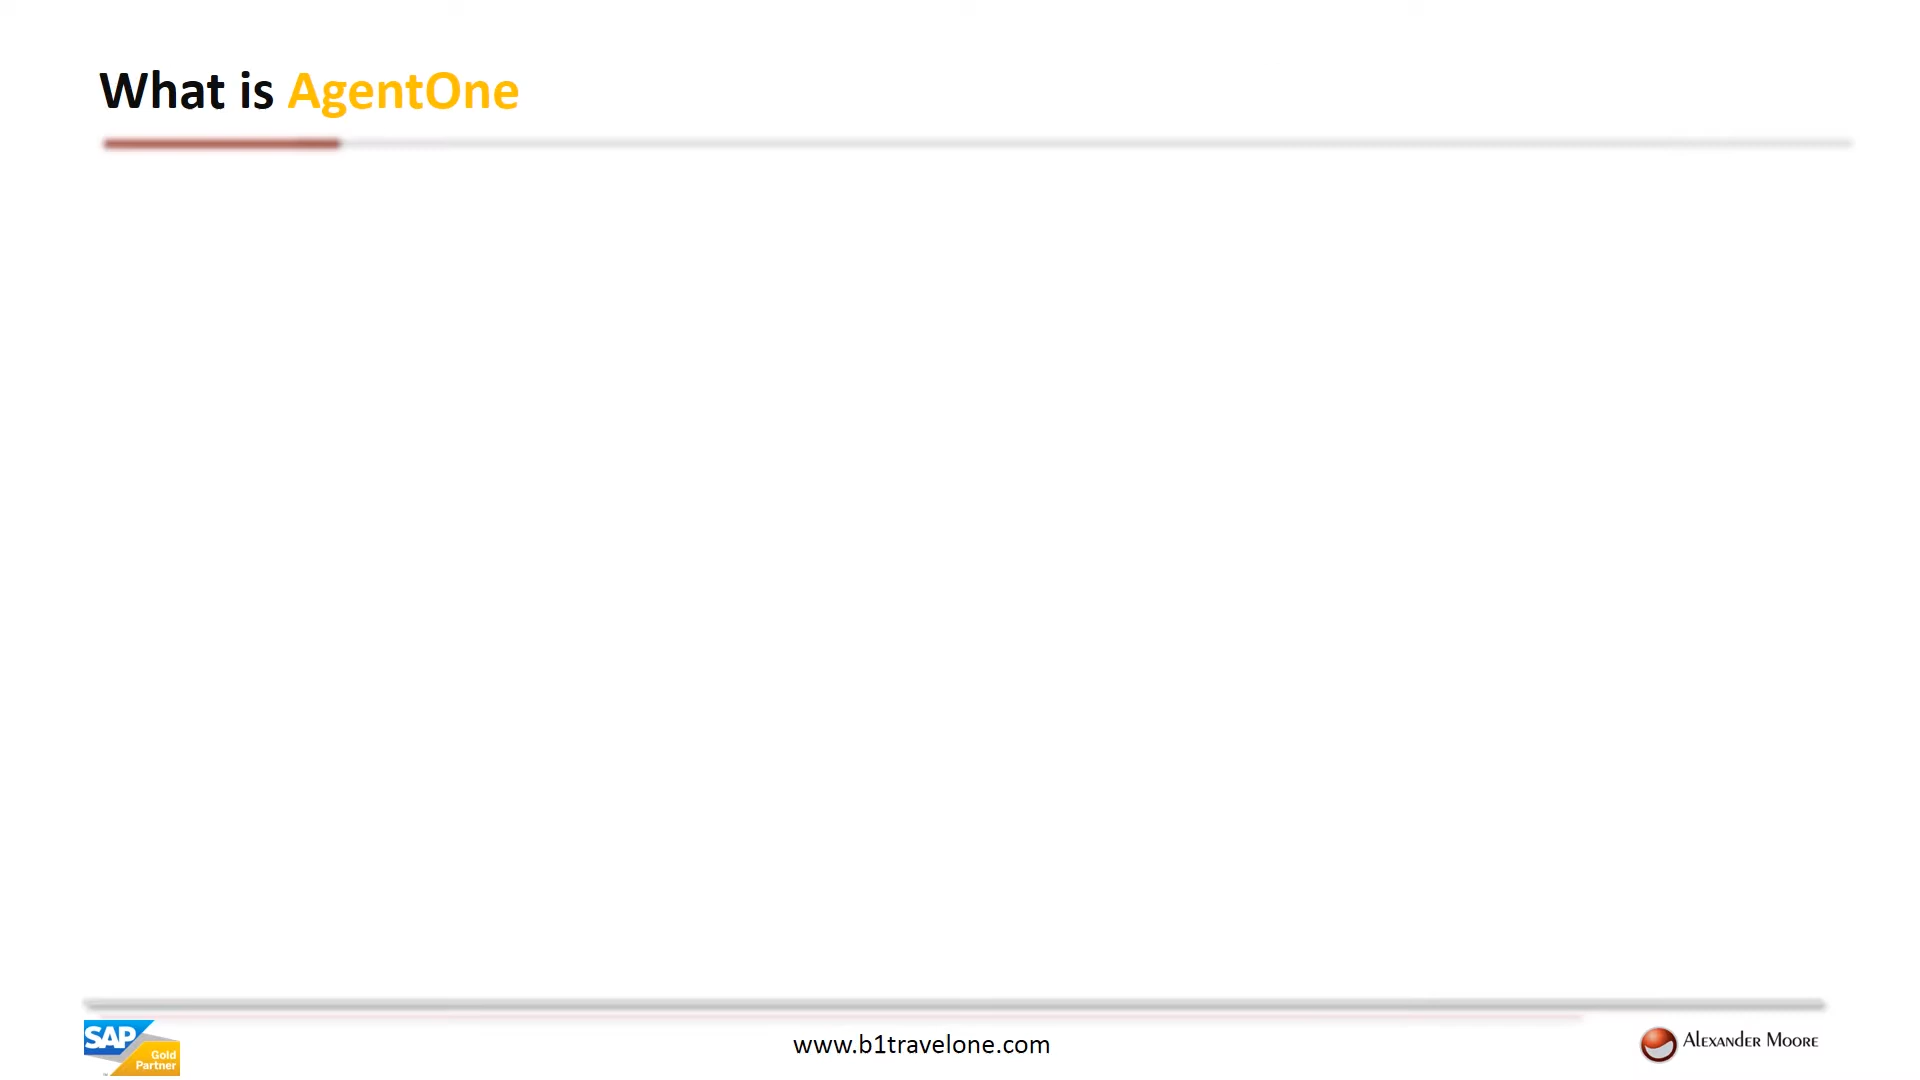 What is AgentOne
SAP
Gold
Partner
www.b1travelone.com
Alexander Moore